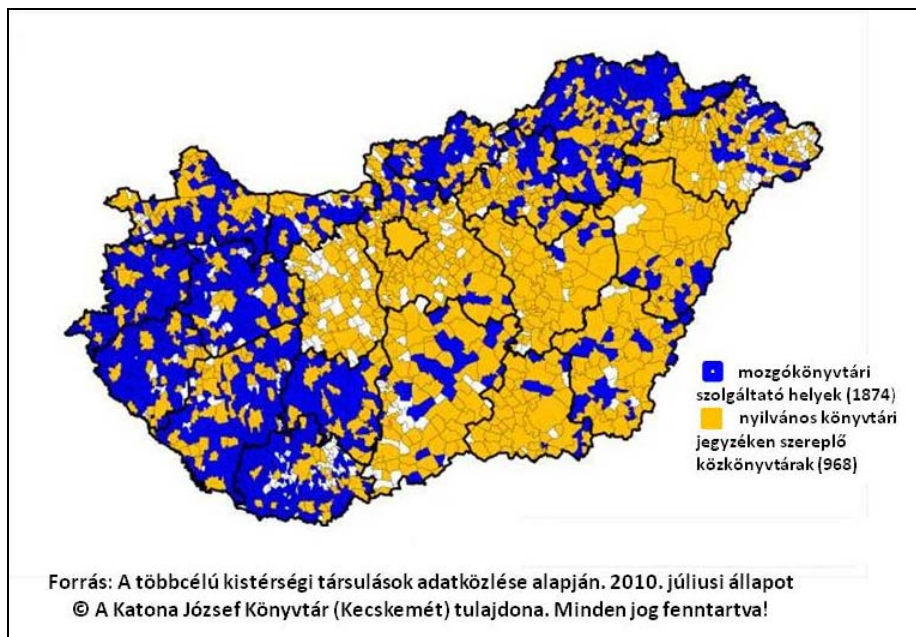 mozgókönyvtári
szolgáltató helyek (1874)
nyilvános könyvtári
jegyzéken szereplő
közkönyvtárak (968)
Forrás: A többcélú kistérségi társulások adatközlése alapján. 2010. júliusi állapot
© A Katona József Könyvtár (Kecskemét) tulajdona. Minden jog fenntartva!